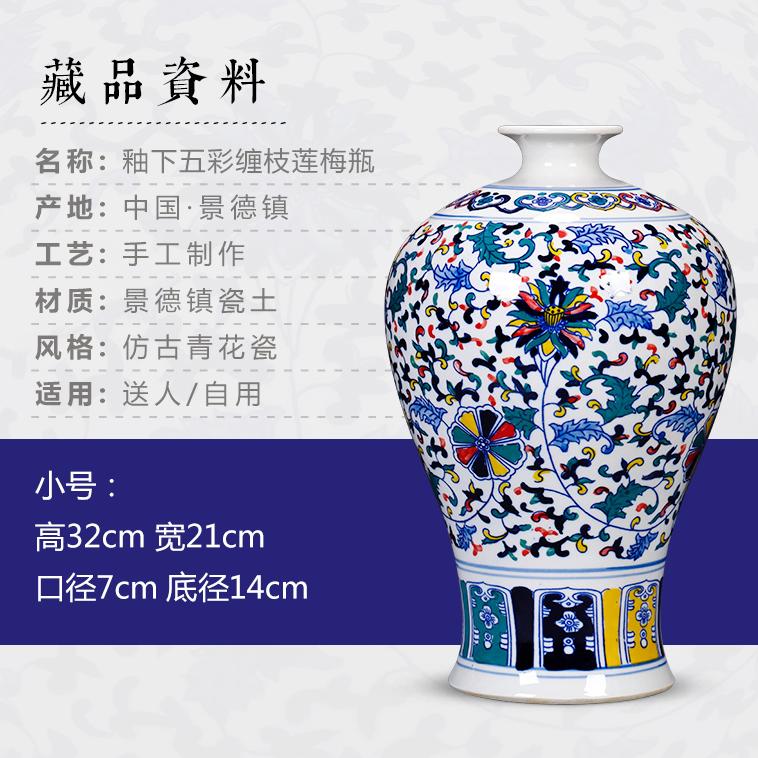 藏品資料
名称：釉下五彩缠枝莲梅瓶
产地：中国·景德镇
工艺：手工制作
材质：景德镇瓷土
风格：仿古青花瓷
适用：送人/自用
小号：
高32cm 宽21cm
口径7cm 底径14cm